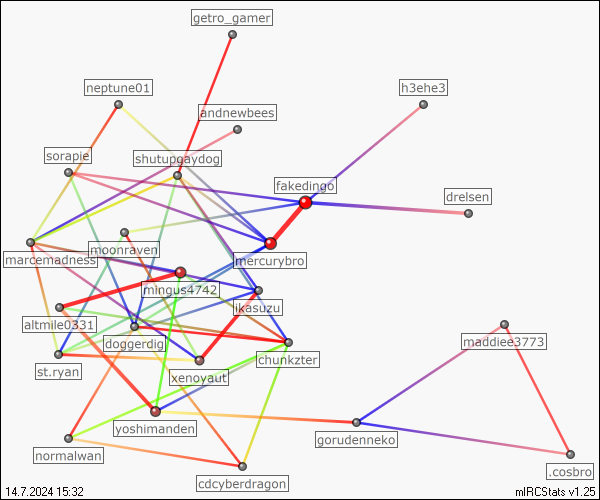 getro_gamer
neptune01
h3ehe3
andnewbees
sorapie
shutupgaydog
fakedingo
drelsen
moonraven
marcemadness
mercurybro
mingus4742
ikasuzu
altmile0331
doggerdig
maddiee3773
chunkzter
st.ryan
xenoyaut
yoshimanden
gorudenneko
normalwan
.cosbro
cdcyberdragon
14.7.2024 15:32
mIRCStats v1.25